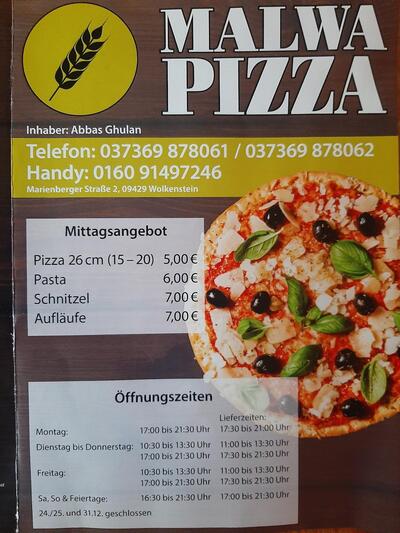 MALWA
PIZZA
Inhaber: Abbas Ghulan
Telefon: 037369 878061 / 037369 878062
Handy: 0160 91497246
Marienberger Straße 2, 09429 Wolkenstein
Mittagsangebot
Pizza 26 cm (15 – 20) 5,00 €
Pasta 6,00 €
Schnitzel 7,00 €
Aufläufe 7,00 €
Öffnungszeiten
Lieferzeiten:
Montag: 17:00 bis 21:30 Uhr 17:30 bis 21:00 Uhr
Dienstag bis Donnerstag: 10:30 bis 13:30 Uhr 11:00 bis 13:30 Uhr
17:00 bis 21:30 Uhr 17:30 bis 21:30 Uhr
Freitag: 10:30 bis 13:30 Uhr 11:00 bis 13:30 Uhr
17:00 bis 21:30 Uhr 17:30 bis 21:30 Uhr
Sa, So & Feiertage: 16:30 bis 21:30 Uhr 17:00 bis 21:30 Uhr
24./25. und 31.12. geschlossen